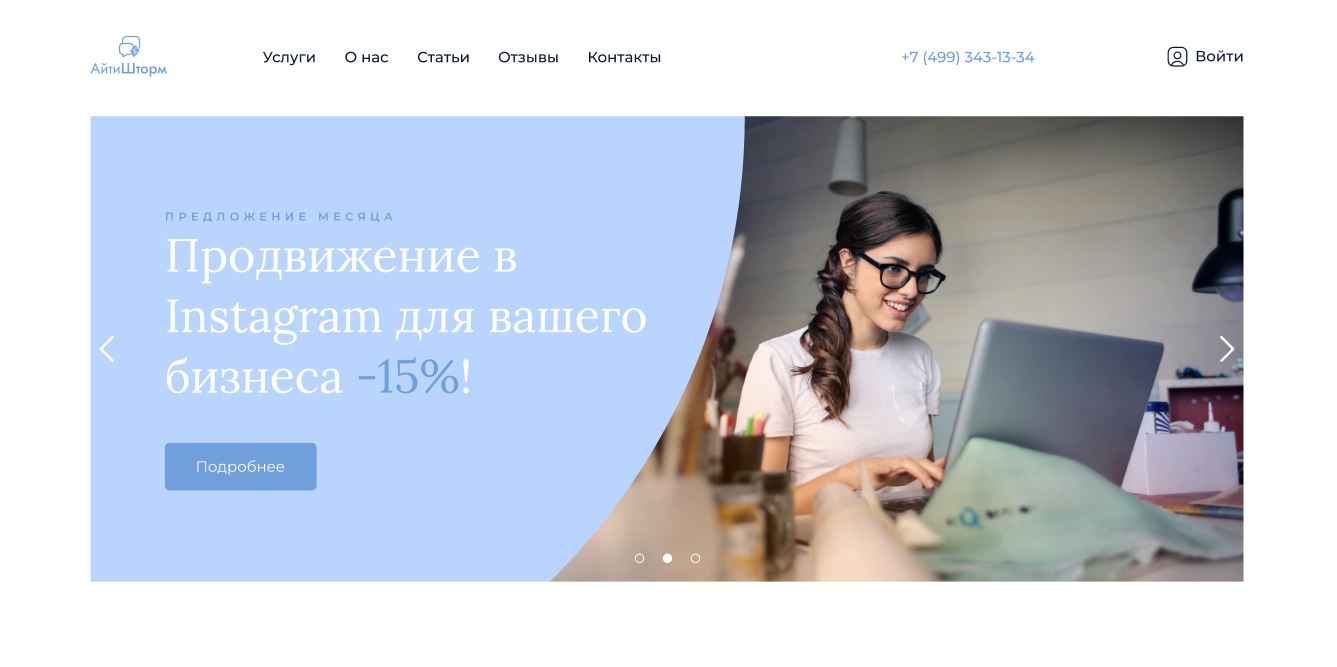 АйтиШторм
Услуги
О нас
Статьи
Отзывы
Контакты
+7 (499) 343-13-34
Войти
ПРЕДЛОЖЕНИЕ МЕСЯЦА
Продвижение в
Instagram для вашего
бизнеса -15%!
Подробнее